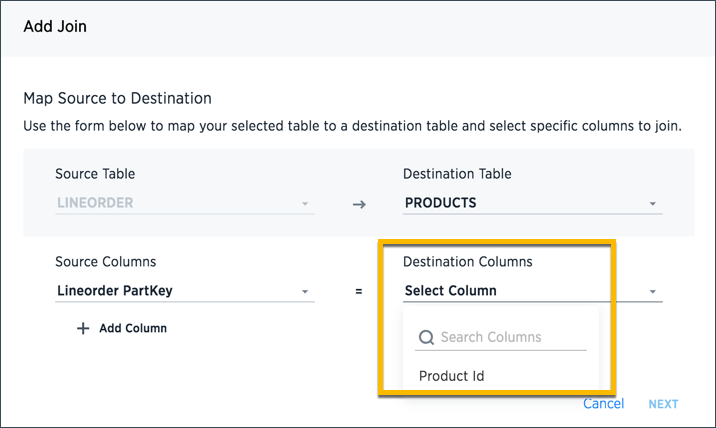 Add Join
Map Source to Destination
Use the form below to map your selected table to a destination table and select specific columns to join.
Source Table
Destination Table
LINEORDER
→
PRODUCTS
Source Columns
Destination Columns
Lineorder PartKey
=
Select Column
+ Add Column
Search Columns
Product Id
Cancel
NEXT